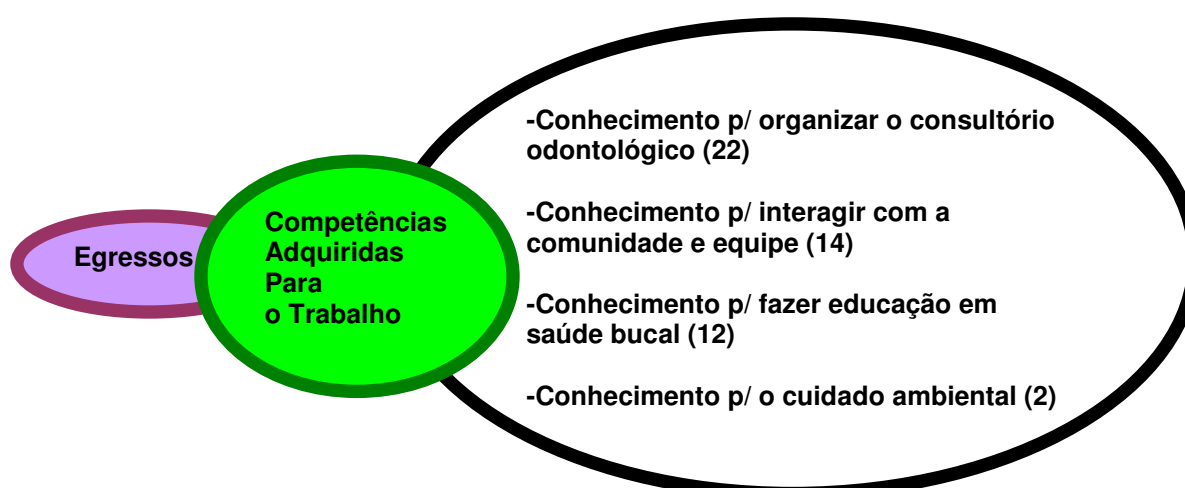 Egressos
Competências
Adquiridas
Para
o Trabalho
-Conhecimento p/ organizar o consultório
odontológico (22)
-Conhecimento p/ interagir com a
comunidade e equipe (14)
-Conhecimento p/ fazer educação em
saúde bucal (12)
-Conhecimento p/ o cuidado ambiental (2)